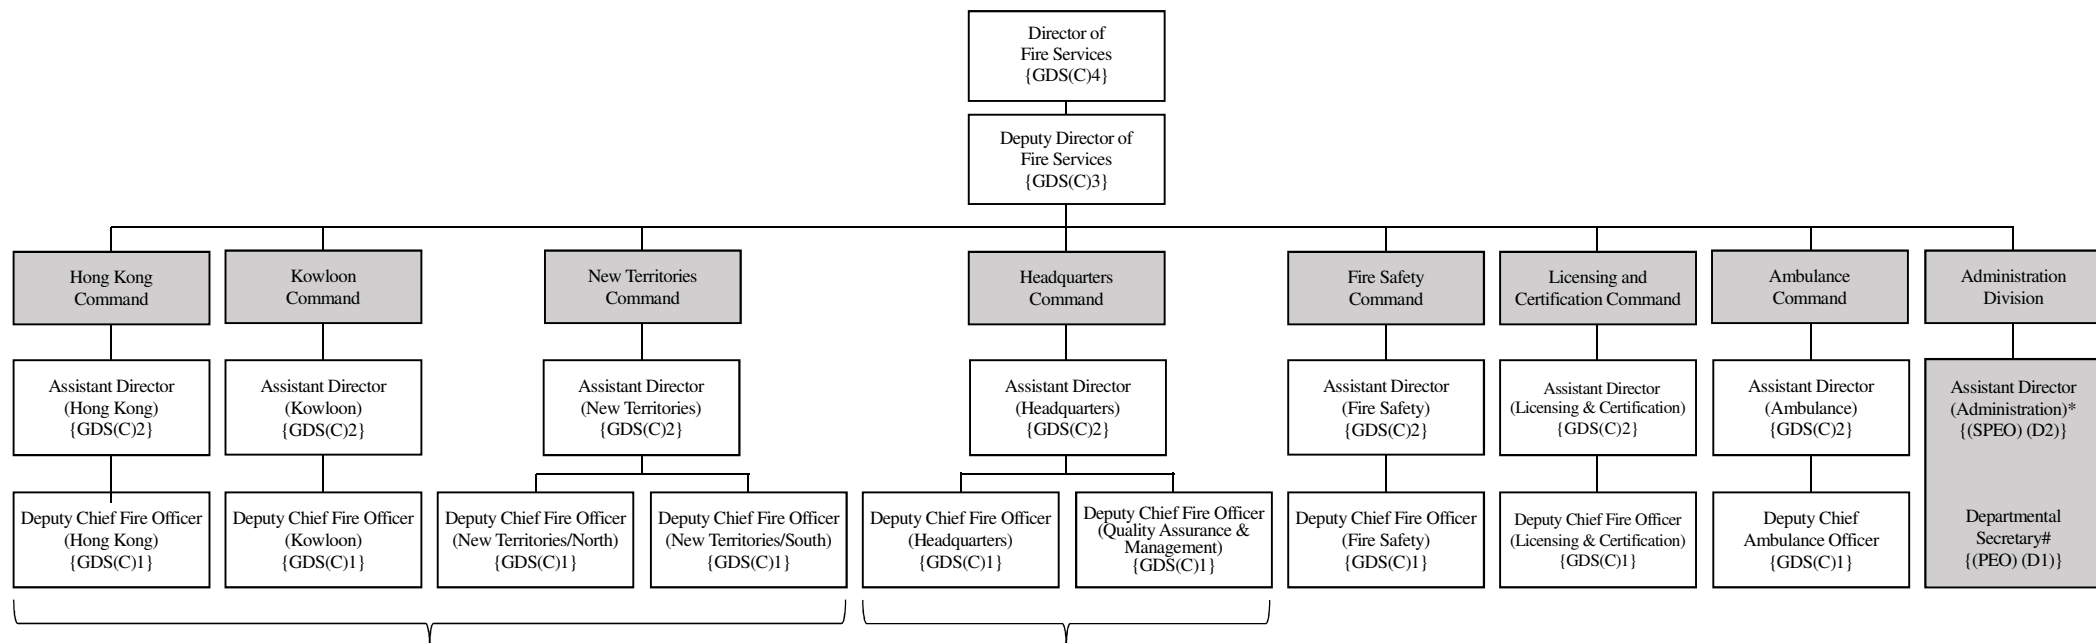 Director of
Fire Services
{GDS(C)4}
Deputy Director of
Fire Services
{GDS(C)3}
Hong Kong
Command
Kowloon
Command
New Territories
Command
Headquarters
Command
Fire Safety
Command
Licensing and
Certification Command
Ambulance
Command
Administration
Division
Assistant Director
(Hong Kong)
{GDS(C)2}
Assistant Director
(Kowloon)
{GDS(C)2}
Assistant Director
(New Territories)
{GDS(C)2}
Assistant Director
(Headquarters)
{GDS(C)2}
Assistant Director
(Fire Safety)
{GDS(C)2}
Assistant Director
(Licensing & Certification)
{GDS(C)2}
Assistant Director
(Ambulance)
{GDS(C)2}
Assistant Director
(Administration)*
{(SPEO) (D2)}
Deputy Chief Fire Officer
(Hong Kong)
{GDS(C)1}
Deputy Chief Fire Officer
(Kowloon)
{GDS(C)1}
Deputy Chief Fire Officer
(New Territories/North)
{GDS(C)1}
Deputy Chief Fire Officer
(New Territories/South)
{GDS(C)1}
Deputy Chief Fire Officer
(Headquarters)
{GDS(C)1}
Deputy Chief Fire Officer
(Quality Assurance &
Management)
{GDS(C)1}
Deputy Chief Fire Officer
(Fire Safety)
{GDS(C)1}
Deputy Chief Fire Officer
(Licensing & Certification)
{GDS(C)1}
Deputy Chief
Ambulance Officer
{GDS(C)1}
Departmental
Secretary#
{(PEO) (D1)}